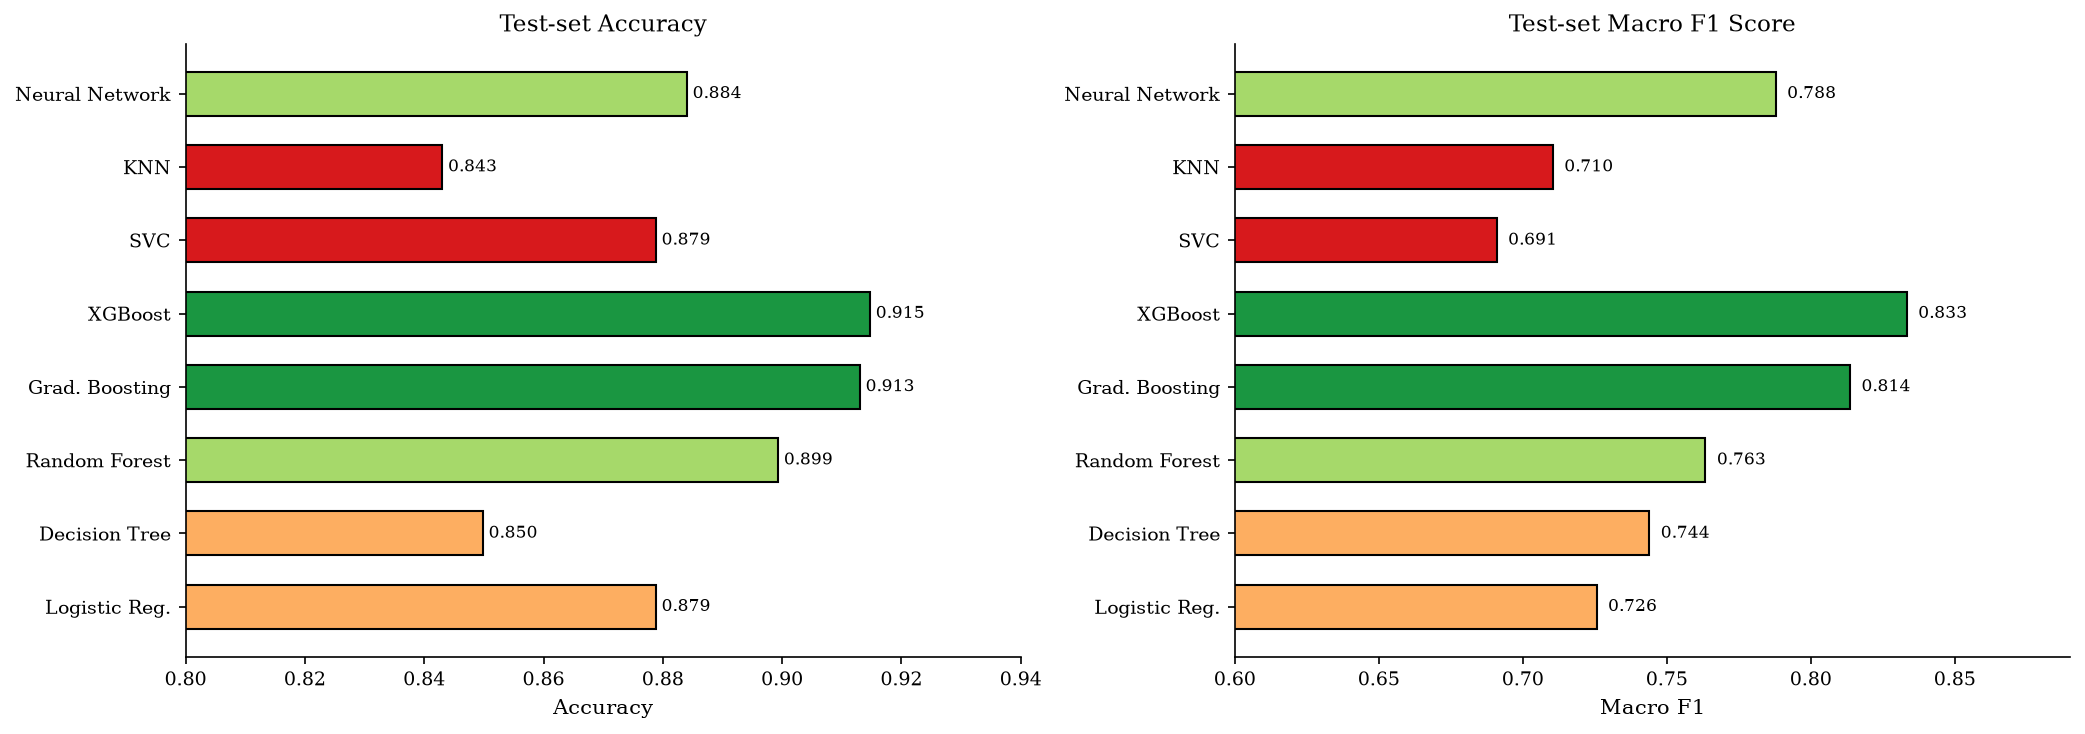 Test-set Accuracy
Neural Network 0.884
KNN 0.843
SVC 0.879
XGBoost 0.915
Grad. Boosting 0.913
Random Forest 0.899
Decision Tree 0.850
Logistic Reg. 0.879
0.80 0.82 0.84 0.86 0.88 0.90 0.92 0.94
Accuracy
Test-set Macro F1 Score
Neural Network 0.788
KNN 0.710
SVC 0.691
XGBoost 0.833
Grad. Boosting 0.814
Random Forest 0.763
Decision Tree 0.744
Logistic Reg. 0.726
0.60 0.65 0.70 0.75 0.80 0.85
Macro F1